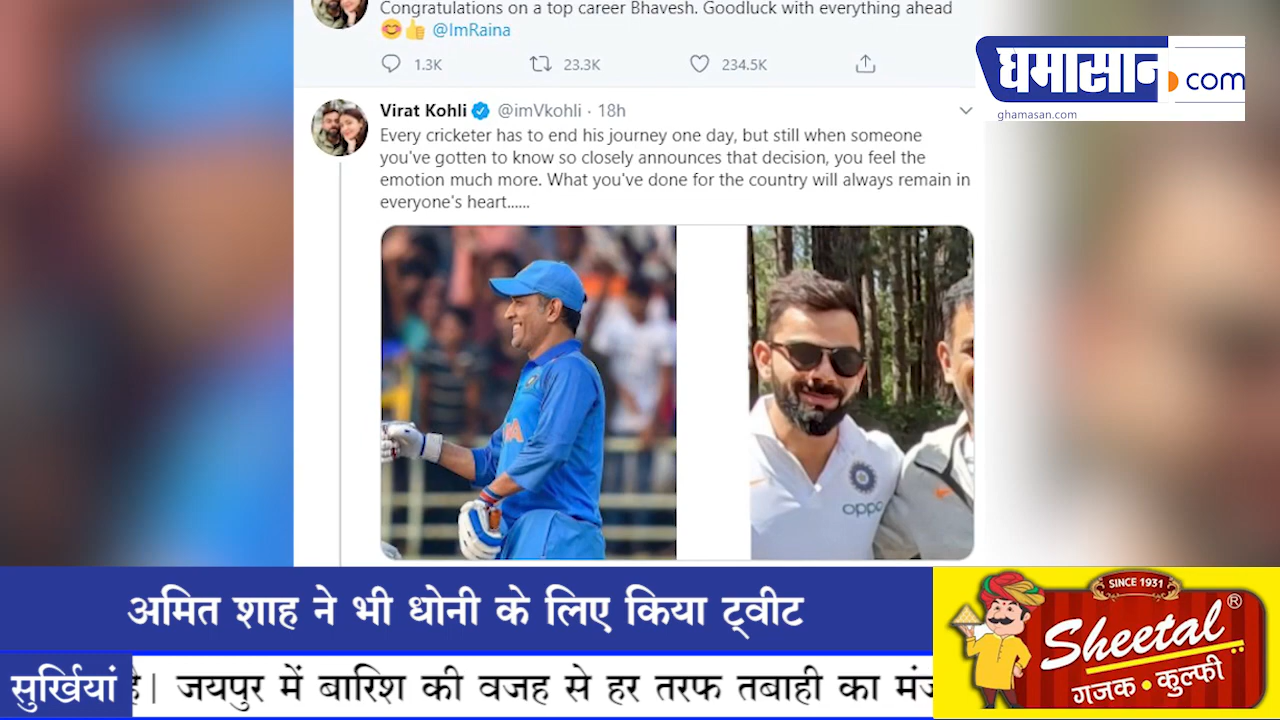 Congratulations on a top career Bhavesh. Goodluck with everything ahead
😊👍 @ImRaina
1.3K 23.3K 234.5K
घमासान.com
ghamasan.com
Virat Kohli @imVkohli · 18h
Every cricketer has to end his journey one day, but still when someone
you've gotten to know so closely announces that decision, you feel the
emotion much more. What you've done for the country will always remain in
everyone's heart......
oppo
अमित शाह ने भी धोनी के लिए किया ट्वीट
सुर्खियां
है। जयपुर में बारिश की वजह से हर तरफ तबाही का
SINCE 1931
Sheetal ®
गजक • कुल्फी